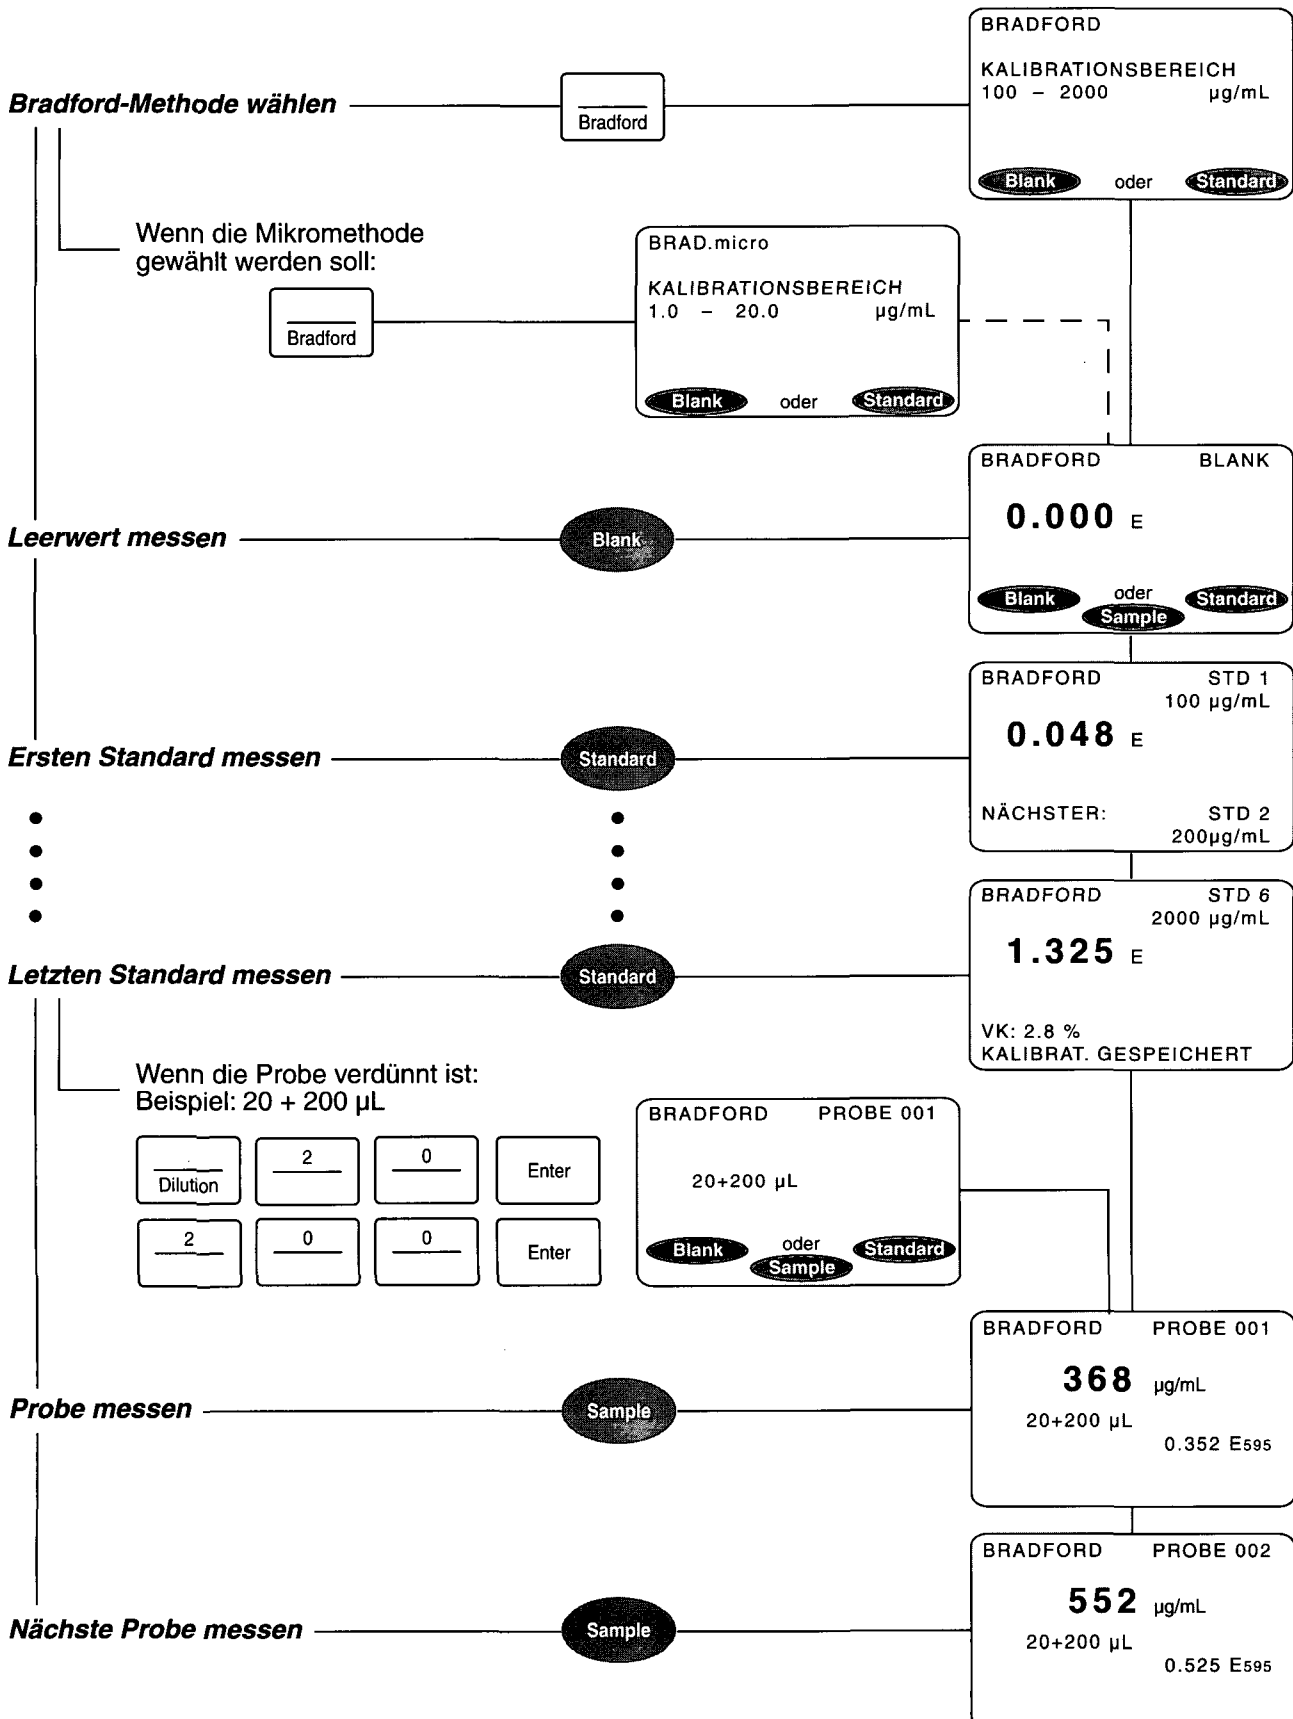 BRADFORD
KALIBRATIONSBEREICH
100 – 2000 µg/mL
Blank oder Standard
Bradford-Methode wählen
Bradford
Wenn die Mikromethode
gewählt werden soll:
Bradford
BRAD.micro
KALIBRATIONSBEREICH
1.0 – 20.0 µg/mL
Blank oder Standard
BRADFORD BLANK
0.000 E
Blank oder Standard
Sample
Leerwert messen
Blank
BRADFORD STD 1
100 µg/mL
0.048 E
NÄCHSTER: STD 2
200µg/mL
Ersten Standard messen
Standard
BRADFORD STD 6
2000 µg/mL
1.325 E
VK: 2.8 %
KALIBRAT. GESPEICHERT
Letzten Standard messen
Standard
Wenn die Probe verdünnt ist:
Beispiel: 20 + 200 µL
Dilution 2 0 Enter
2 0 0 Enter
BRADFORD PROBE 001
20+200 µL
Blank oder Standard
Sample
BRADFORD PROBE 001
368 µg/mL
20+200 µL
0.352 E595
Probe messen
Sample
BRADFORD PROBE 002
552 µg/mL
20+200 µL
0.525 E595
Nächste Probe messen
Sample